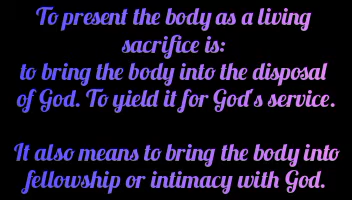 To present the body as a living
sacrifice is:
to bring the body into the disposal
of God. To yield it for God's service.
It also means to bring the body into
fellowship or intimacy with God.